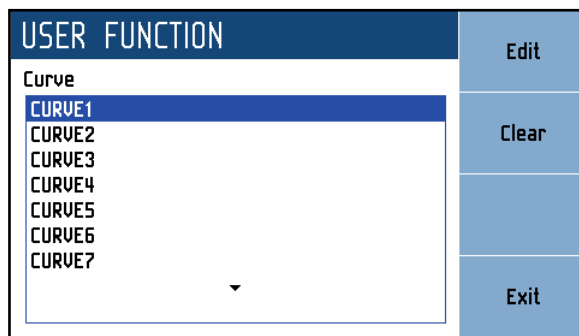 USER FUNCTION
Curve
CURVE1
CURVE2
CURVE3
CURVE4
CURVE5
CURVE6
CURVE7
Edit
Clear
Exit